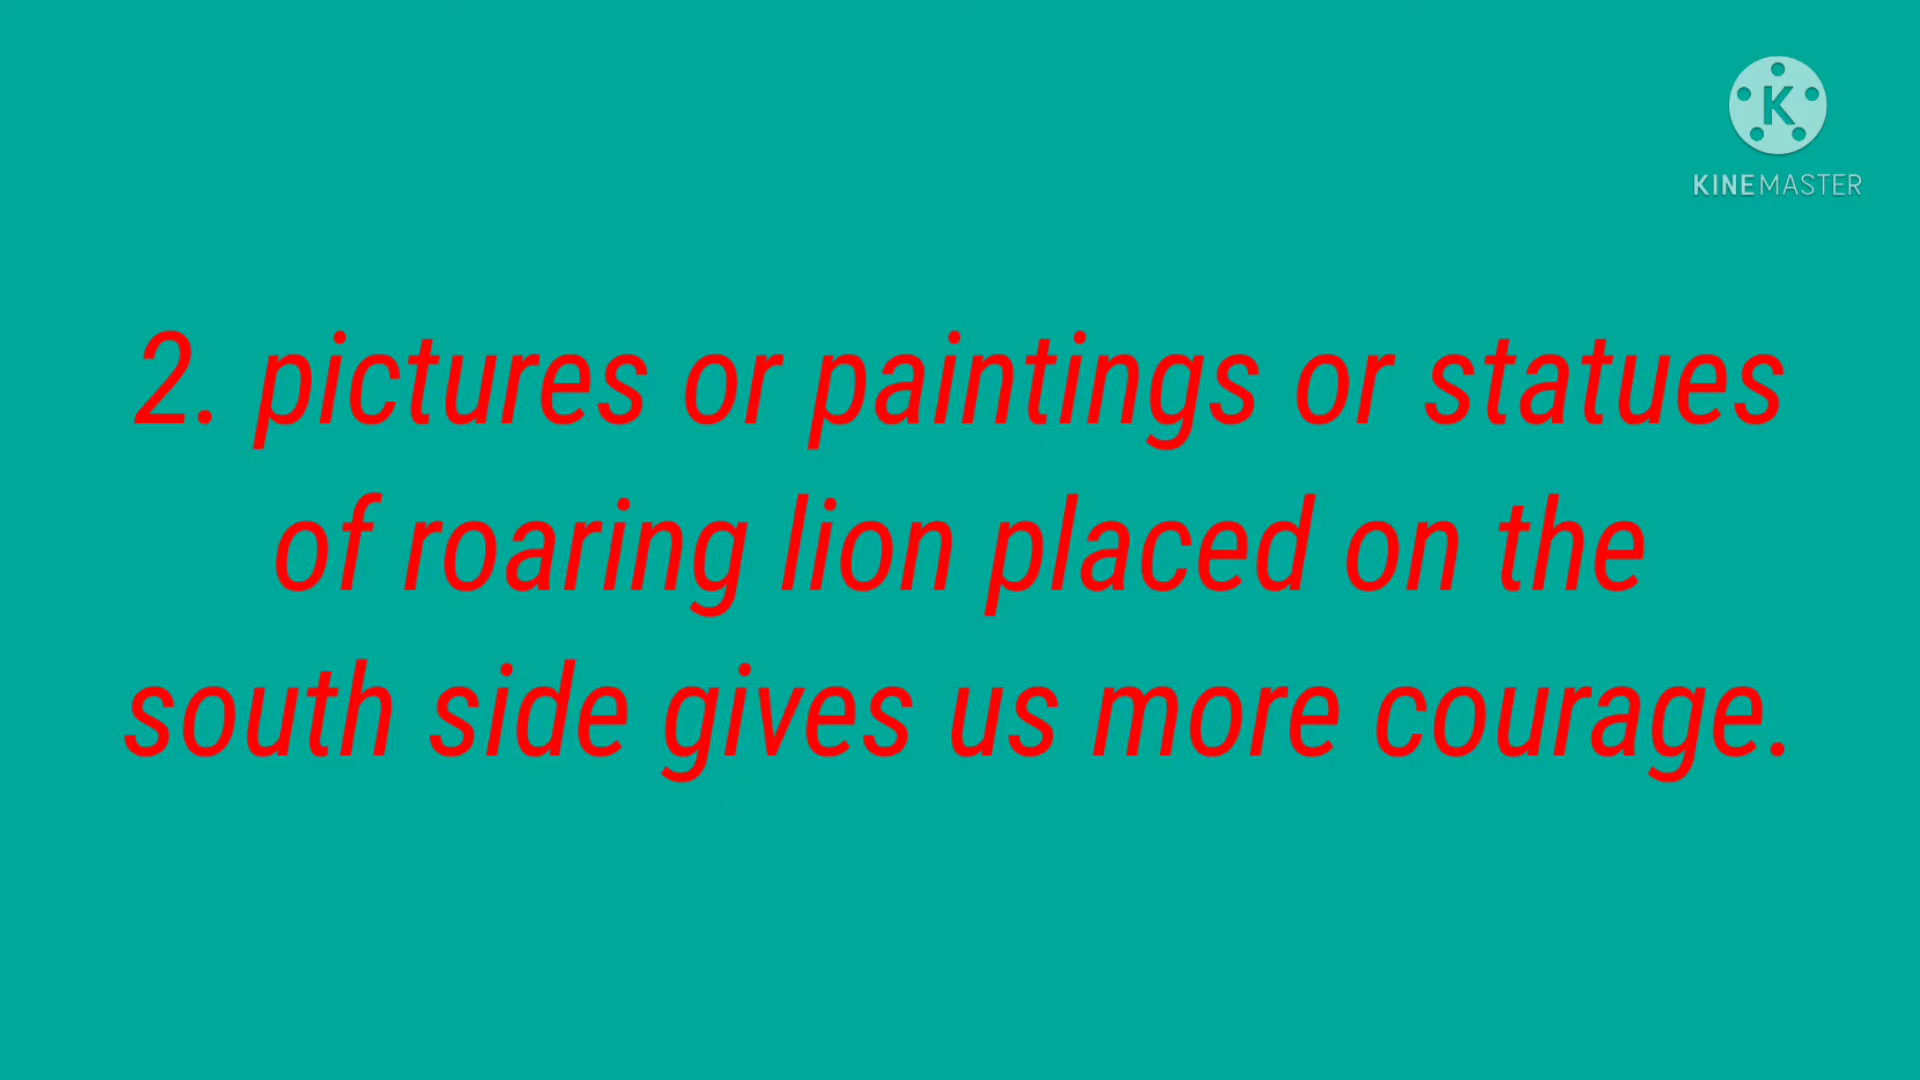 K
KINEMASTER
2. pictures or paintings or statues
of roaring lion placed on the
south side gives us more courage.